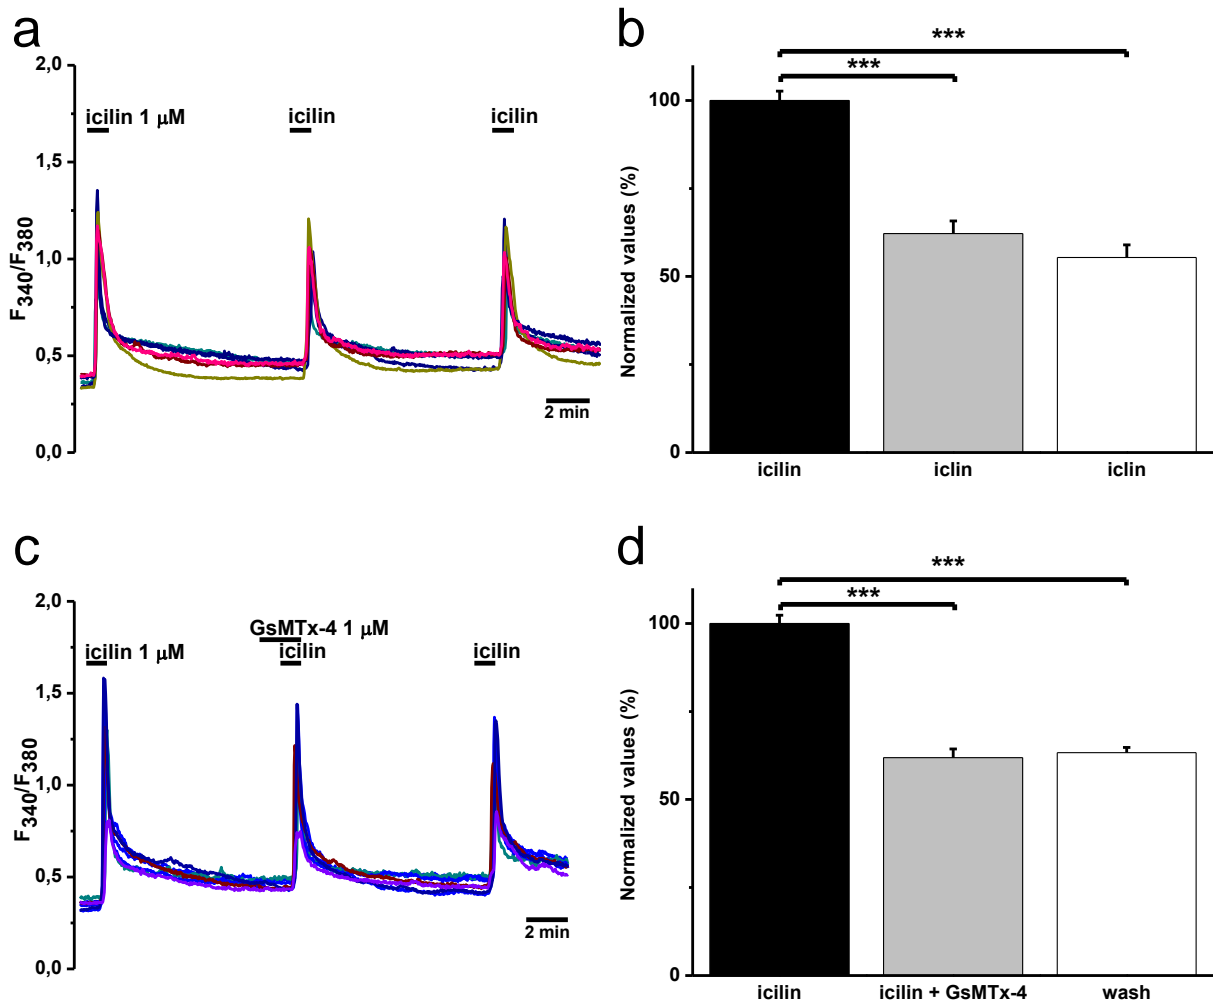 a
2,0
1,5
1,0
0,5
0,0
F340/F380
icilin 1 μM
icilin
icilin
2 min
b
***
***
100
50
0
Normalized values (%)
icilin
iclin
iclin
c
2,0
1,5
1,0
0,5
0,0
F340/F380
GsMTx-4 1 μM
icilin 1 μM
icilin
icilin
2 min
d
***
***
100
50
0
Normalized values (%)
icilin
icilin + GsMTx-4
wash